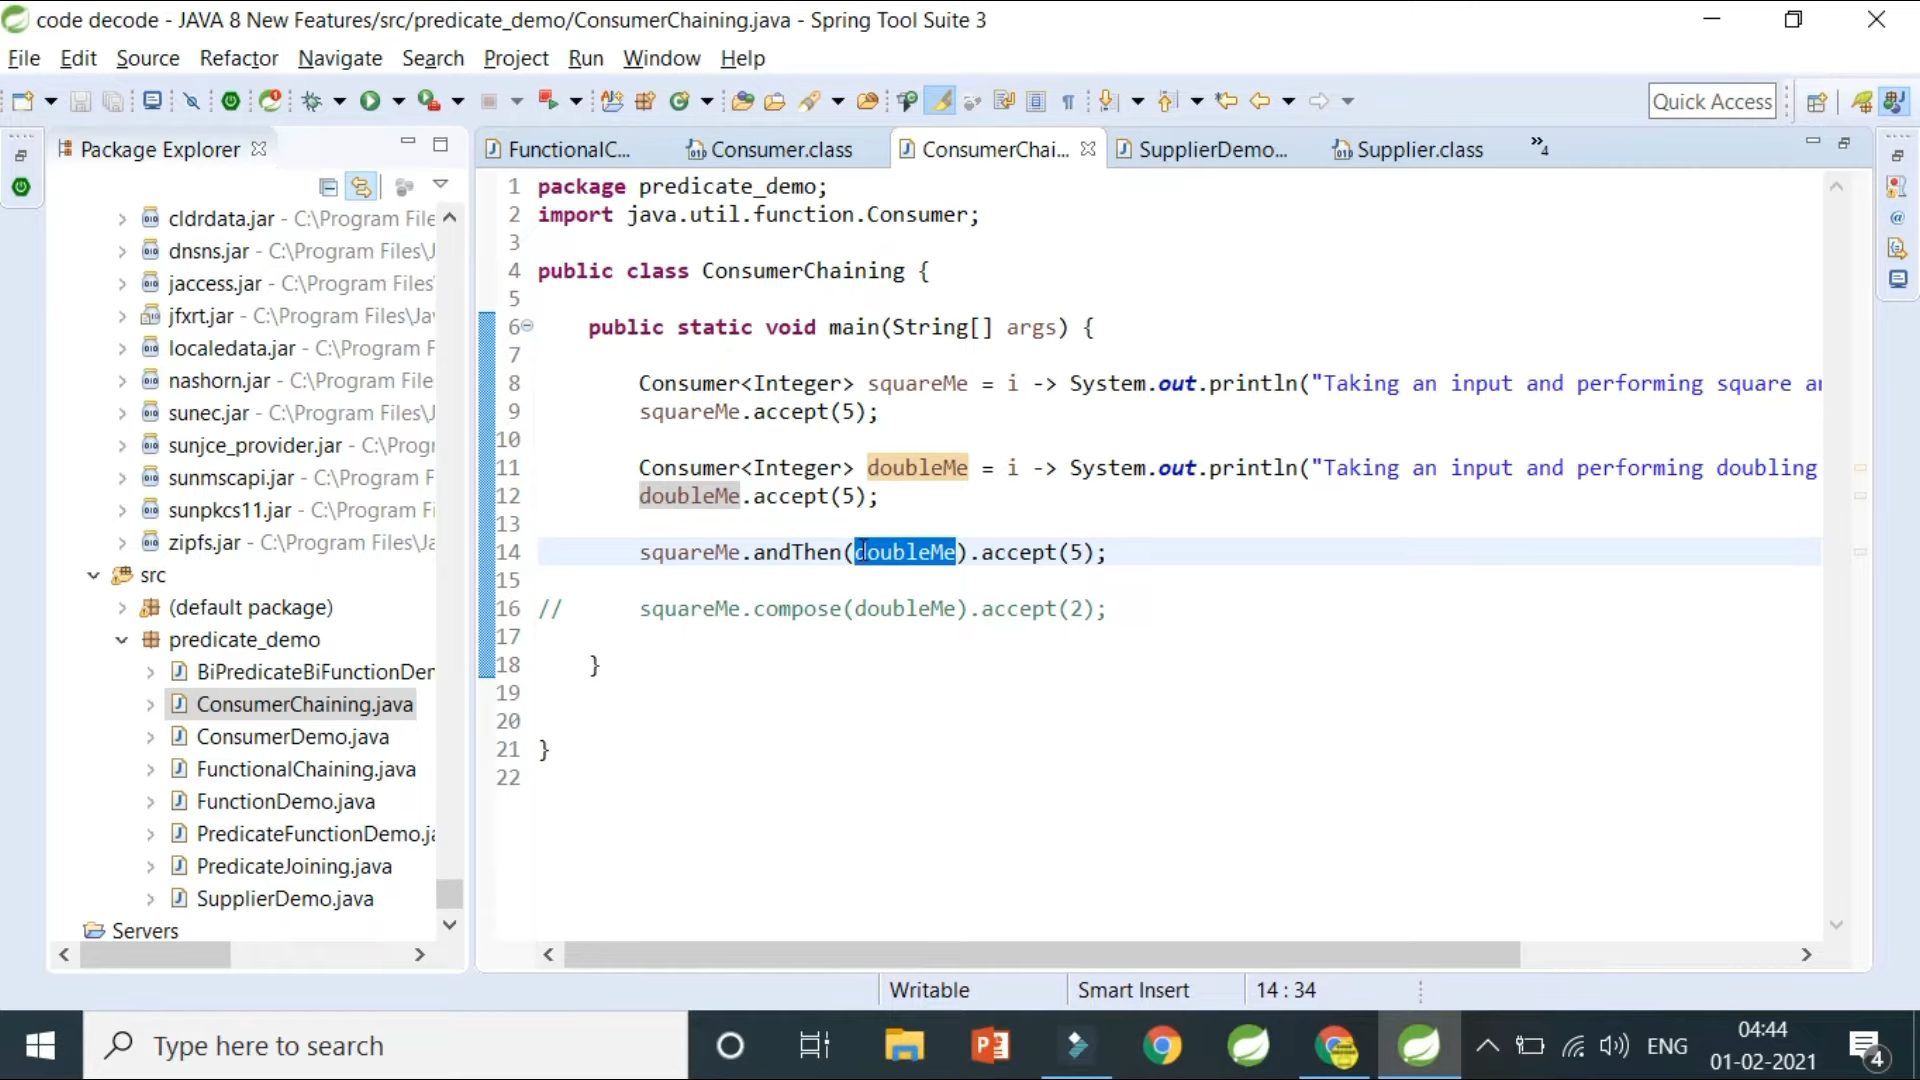 code decode - JAVA 8 New Features/src/predicate_demo/ConsumerChaining.java - Spring Tool Suite 3
File Edit Source Refactor Navigate Search Project Run Window Help
Quick Access
Package Explorer
FunctionalC... Consumer.class ConsumerChai... SupplierDemo... Supplier.class »4
cldrdata.jar - C:\Program File
dnsns.jar - C:\Program Files\J
jaccess.jar - C:\Program Files
jfxrt.jar - C:\Program Files\Ja
localedata.jar - C:\Program F
nashorn.jar - C:\Program File
sunec.jar - C:\Program Files\J
sunjce_provider.jar - C:\Progr
sunmscapi.jar - C:\Program F
sunpkcs11.jar - C:\Program F
zipfs.jar - C:\Program Files\Ja
src
(default package)
predicate_demo
BiPredicateBiFunctionDem
ConsumerChaining.java
ConsumerDemo.java
FunctionalChaining.java
FunctionDemo.java
PredicateFunctionDemo.ja
PredicateJoining.java
SupplierDemo.java
Servers
1 package predicate_demo;
2 import java.util.function.Consumer;
3
4 public class ConsumerChaining {
5
6 public static void main(String[] args) {
7
8 Consumer<Integer> squareMe = i -> System.out.println("Taking an input and performing square an
9 squareMe.accept(5);
10
11 Consumer<Integer> doubleMe = i -> System.out.println("Taking an input and performing doubling
12 doubleMe.accept(5);
13
14 squareMe.andThen(doubleMe).accept(5);
15
16 // squareMe.compose(doubleMe).accept(2);
17
18 }
19
20
21 }
22
Writable Smart Insert 14 : 34
Type here to search
ENG
04:44
01-02-2021
4